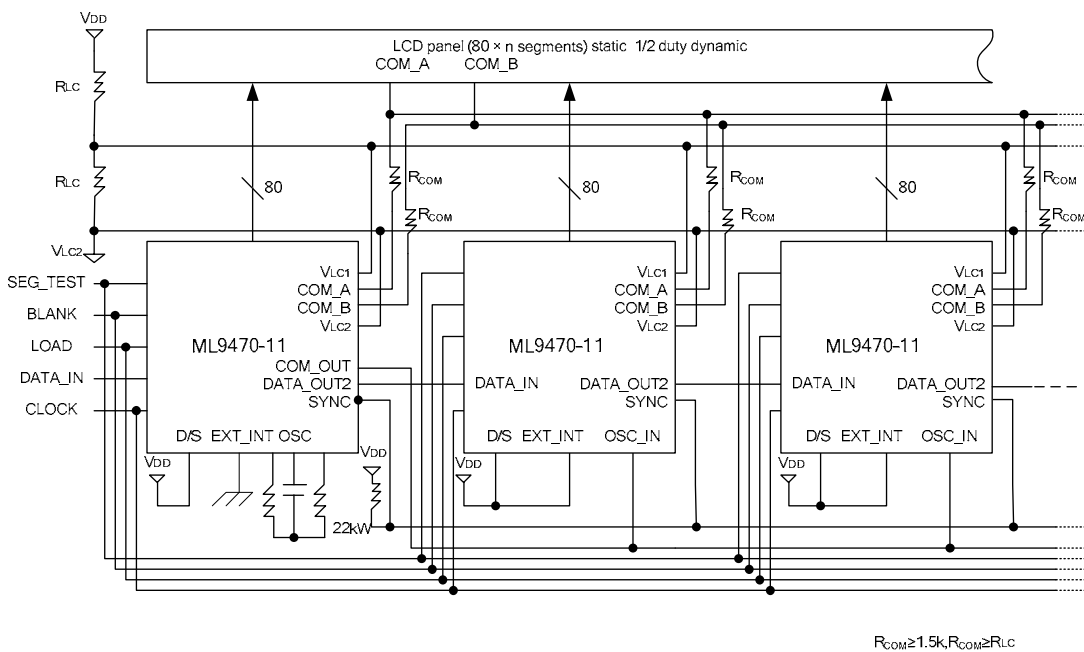 VDD
LCD panel (80 × n segments) static 1/2 duty dynamic
COM_A COM_B
RLC
RLC
80
80
80
RCOM
RCOM
RCOM
RCOM
RCOM
RCOM
VLC2
SEG_TEST
BLANK
LOAD
DATA_IN
CLOCK
VLC1
COM_A
COM_B
VLC2
ML9470-11
COM_OUT
DATA_OUT2
SYNC
D/S EXT_INT OSC
VDD
VDD
22kW
VLC1
COM_A
COM_B
VLC2
ML9470-11
DATA_IN
DATA_OUT2
SYNC
D/S EXT_INT OSC_IN
VDD
VLC1
COM_A
COM_B
VLC2
ML9470-11
DATA_IN
DATA_OUT2
SYNC
D/S EXT_INT OSC_IN
VDD
RCOM≥1.5k,RCOM≥RLC